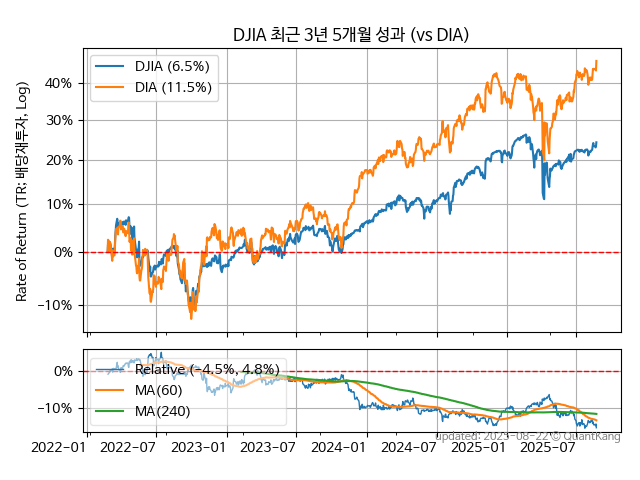 DJIA 최근 3년 5개월 성과 (vs DIA)
Rate of Return (TR: 배당재투자, Log)
DJIA (6.5%)
DIA (11.5%)
40%
30%
20%
10%
0%
−10%
Relative (−4.5%, 4.8%)
MA(60)
MA(240)
0%
−10%
2022-01 2022-07 2023-01 2023-07 2024-01 2024-07 2025-01 2025-07
updated: 2025-08-22 © QuantKang